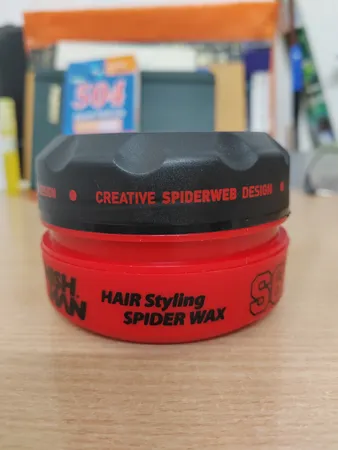 504
CREATIVE SPIDERWEB DESIGN
HAIR Styling
SPIDER WAX